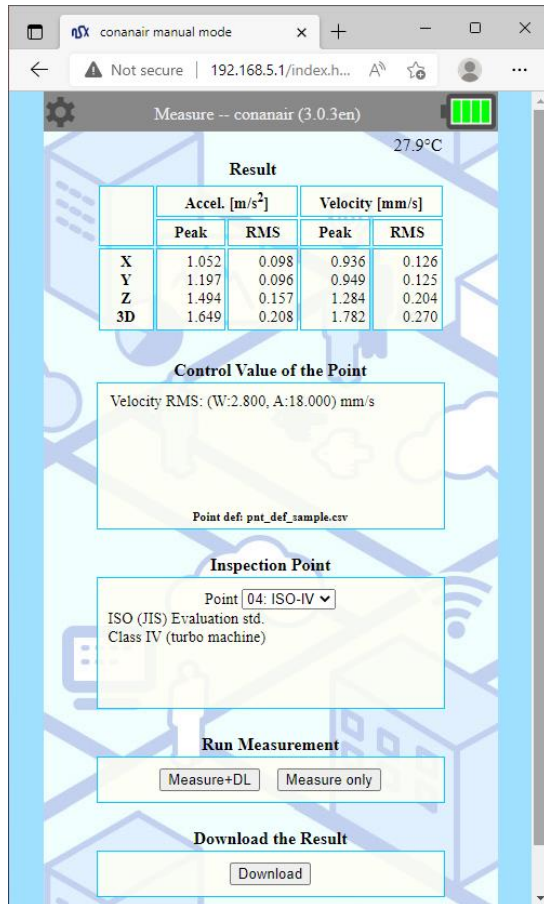 nsx conanair manual mode
Not secure | 192.168.5.1/index.h...
Measure -- conanair (3.0.3en)
27.9°C
Result
Accel. [m/s²] Velocity [mm/s]
Peak RMS Peak RMS
X 1.052 0.098 0.936 0.126
Y 1.197 0.096 0.949 0.125
Z 1.494 0.157 1.284 0.204
3D 1.649 0.208 1.782 0.270
Control Value of the Point
Velocity RMS: (W:2.800, A:18.000) mm/s
Point def: pnt_def_sample.csv
Inspection Point
Point 04: ISO-IV
ISO (JIS) Evaluation std.
Class IV (turbo machine)
Run Measurement
Measure+DL Measure only
Download the Result
Download